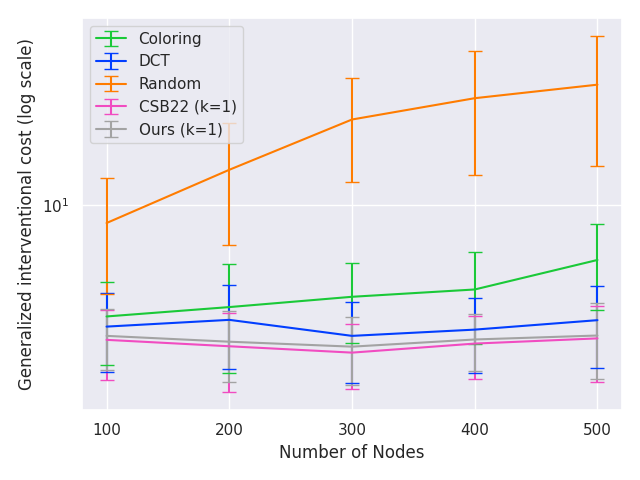 Coloring
DCT
Random
CSB22 (k=1)
Ours (k=1)
Generalized interventional cost (log scale)
10¹
100 200 300 400 500
Number of Nodes